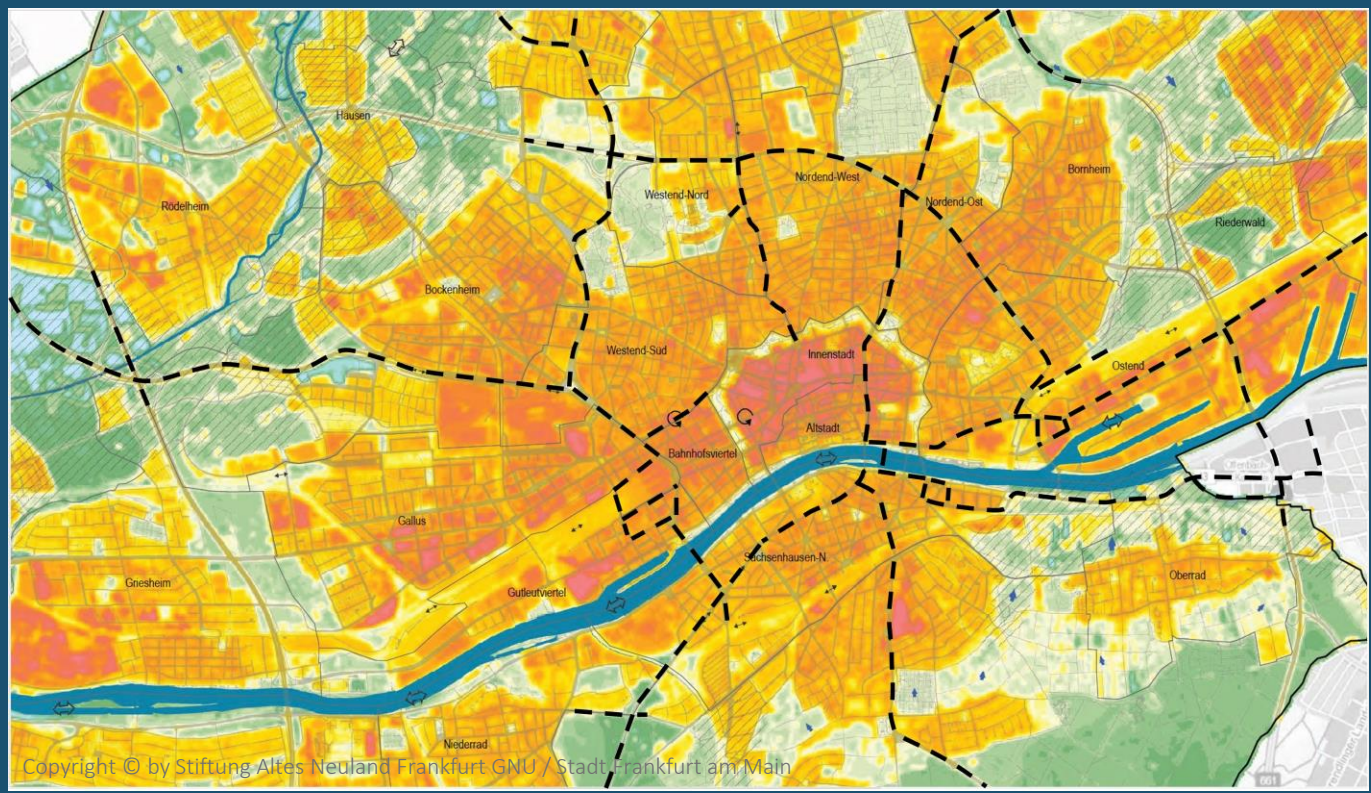 Hausen
Rödelheim
Westend-Nord
Nordend-West
Nordend-Ost
Bornheim
Riederwald
Bockenheim
Westend-Süd
Innenstadt
Ostend
Altstadt
Bahnhofsviertel
Offenbach
Gallus
Sachsenhausen-N.
Griesheim
Gutleutviertel
Oberrad
Niederrad
Copyright © by Stiftung Altes Neuland Frankfurt GNU / Stadt Frankfurt am Main
661